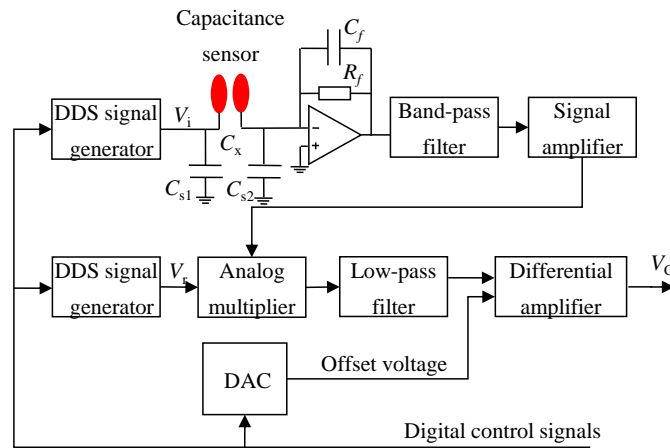 Capacitance
sensor
C_f
R_f
DDS signal
generator
V_i
C_x
C_s1
C_s2
−
+
Band-pass
filter
Signal
amplifier
DDS signal
generator
V_r
Analog
multiplier
Low-pass
filter
Differential
amplifier
V_O
DAC
Offset voltage
Digital control signals